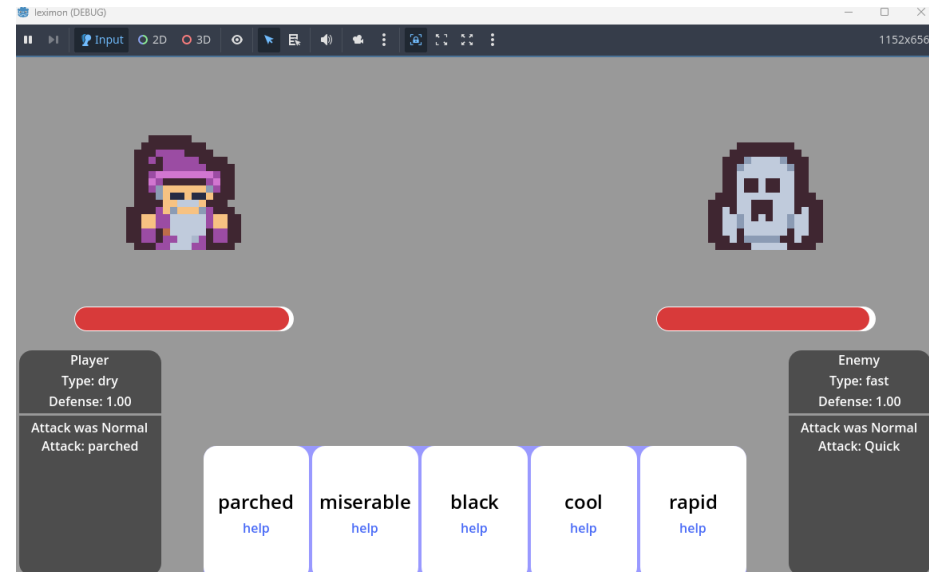 leximon (DEBUG)
Input 2D 3D 1152x656
Player
Type: dry
Defense: 1.00
Attack was Normal
Attack: parched
Enemy
Type: fast
Defense: 1.00
Attack was Normal
Attack: Quick
parched miserable black cool rapid
help help help help help